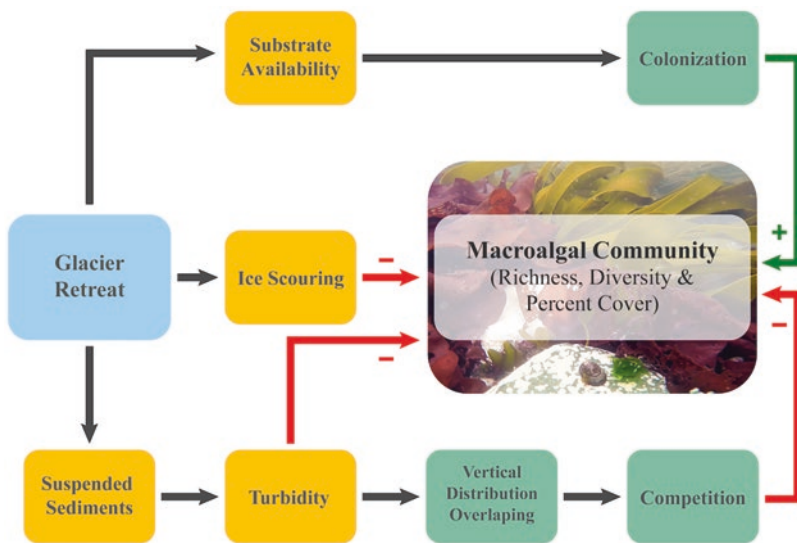 Substrate
Availability
Colonization
Glacier
Retreat
Ice Scouring
–
Macroalgal Community
(Richness, Diversity &
Percent Cover)
+
–
–
Suspended
Sediments
Turbidity
Vertical
Distribution
Overlaping
Competition